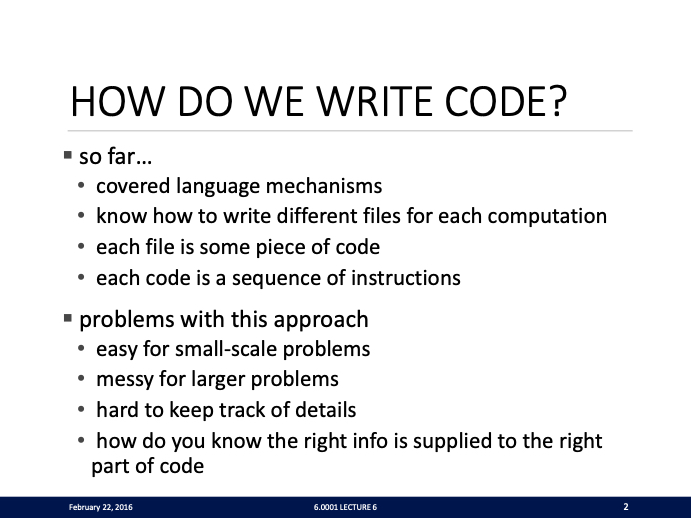 HOW DO WE WRITE CODE?
▪ so far…
• covered language mechanisms
• know how to write different files for each computation
• each file is some piece of code
• each code is a sequence of instructions
▪ problems with this approach
• easy for small-scale problems
• messy for larger problems
• hard to keep track of details
• how do you know the right info is supplied to the right
part of code
February 22, 2016 6.0001 LECTURE 6 2